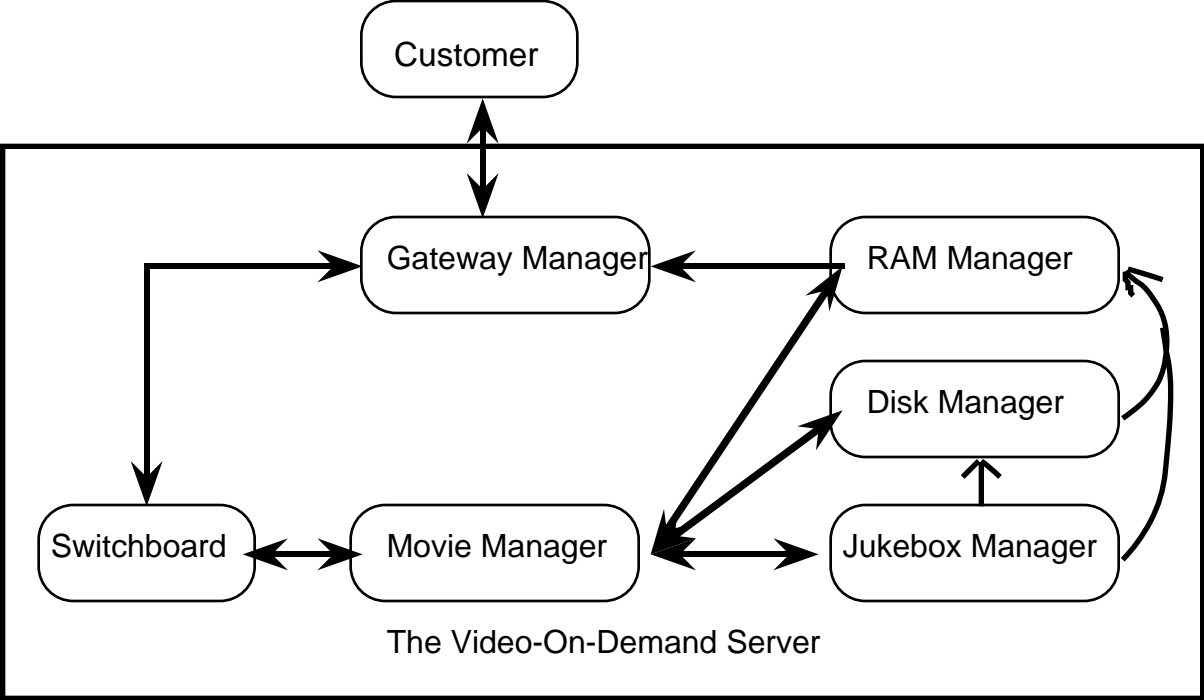 Customer
Gateway Manager
RAM Manager
Disk Manager
Switchboard
Movie Manager
Jukebox Manager
The Video-On-Demand Server